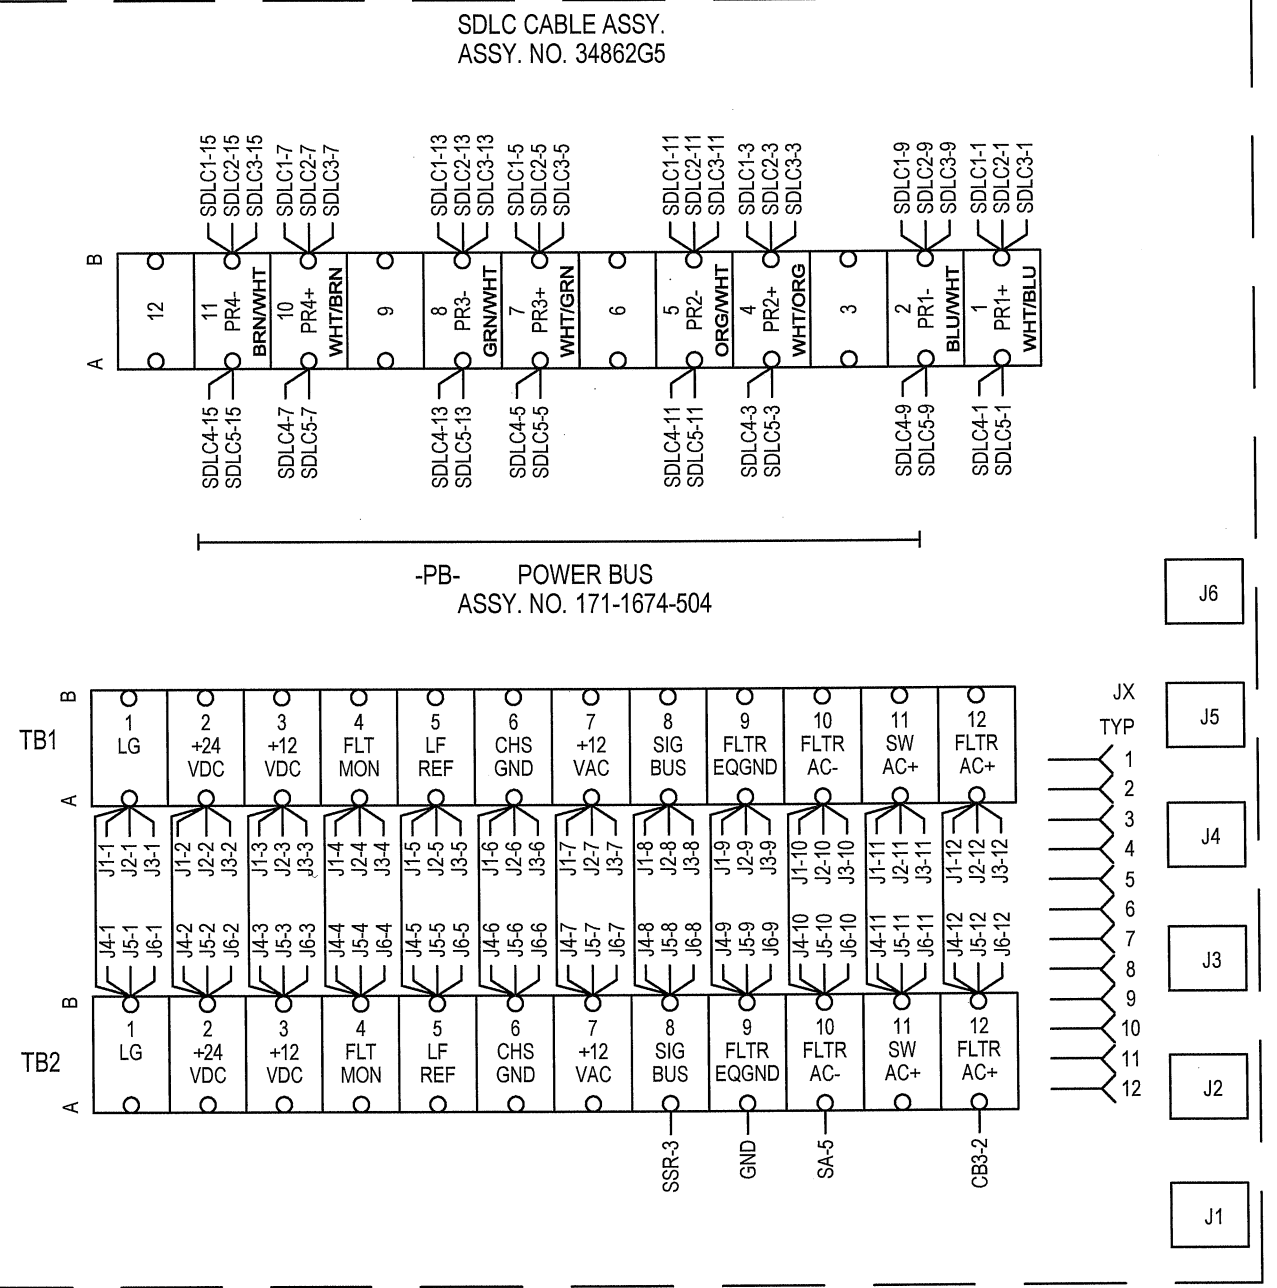 SDLC CABLE ASSY.
ASSY. NO. 34862G5
SDLC1-15
SDLC2-15
SDLC3-15
SDLC1-7
SDLC2-7
SDLC3-7
SDLC1-13
SDLC2-13
SDLC3-13
SDLC1-5
SDLC2-5
SDLC3-5
SDLC1-11
SDLC2-11
SDLC3-11
SDLC1-3
SDLC2-3
SDLC3-3
SDLC1-9
SDLC2-9
SDLC3-9
SDLC1-1
SDLC2-1
SDLC3-1
B
A
12
11
PR4-
BRN/WHT
10
PR4+
WHT/BRN
9
8
PR3-
GRN/WHT
7
PR3+
WHT/GRN
6
5
PR2-
ORG/WHT
4
PR2+
WHT/ORG
3
2
PR1-
BLU/WHT
1
PR1+
WHT/BLU
SDLC4-15
SDLC5-15
SDLC4-7
SDLC5-7
SDLC4-13
SDLC5-13
SDLC4-5
SDLC5-5
SDLC4-11
SDLC5-11
SDLC4-3
SDLC5-3
SDLC4-9
SDLC5-9
SDLC4-1
SDLC5-1
-PB- POWER BUS
ASSY. NO. 171-1674-504
TB1
B
A
1
LG
2
+24
VDC
3
+12
VDC
4
FLT
MON
5
LF
REF
6
CHS
GND
7
+12
VAC
8
SIG
BUS
9
FLTR
EQGND
10
FLTR
AC-
11
SW
AC+
12
FLTR
AC+
J1-1
J2-1
J3-1
J1-2
J2-2
J3-2
J1-3
J2-3
J3-3
J1-4
J2-4
J3-4
J1-5
J2-5
J3-5
J1-6
J2-6
J3-6
J1-7
J2-7
J3-7
J1-8
J2-8
J3-8
J1-9
J2-9
J3-9
J1-10
J2-10
J3-10
J1-11
J2-11
J3-11
J1-12
J2-12
J3-12
J4-1
J5-1
J6-1
J4-2
J5-2
J6-2
J4-3
J5-3
J6-3
J4-4
J5-4
J6-4
J4-5
J5-5
J6-5
J4-6
J5-6
J6-6
J4-7
J5-7
J6-7
J4-8
J5-8
J6-8
J4-9
J5-9
J6-9
J4-10
J5-10
J6-10
J4-11
J5-11
J6-11
J4-12
J5-12
J6-12
TB2
B
A
1
LG
2
+24
VDC
3
+12
VDC
4
FLT
MON
5
LF
REF
6
CHS
GND
7
+12
VAC
8
SIG
BUS
9
FLTR
EQGND
10
FLTR
AC-
11
SW
AC+
12
FLTR
AC+
SSR-3
GND
SA-5
CB3-2
JX
TYP
1
2
3
4
5
6
7
8
9
10
11
12
J6
J5
J4
J3
J2
J1